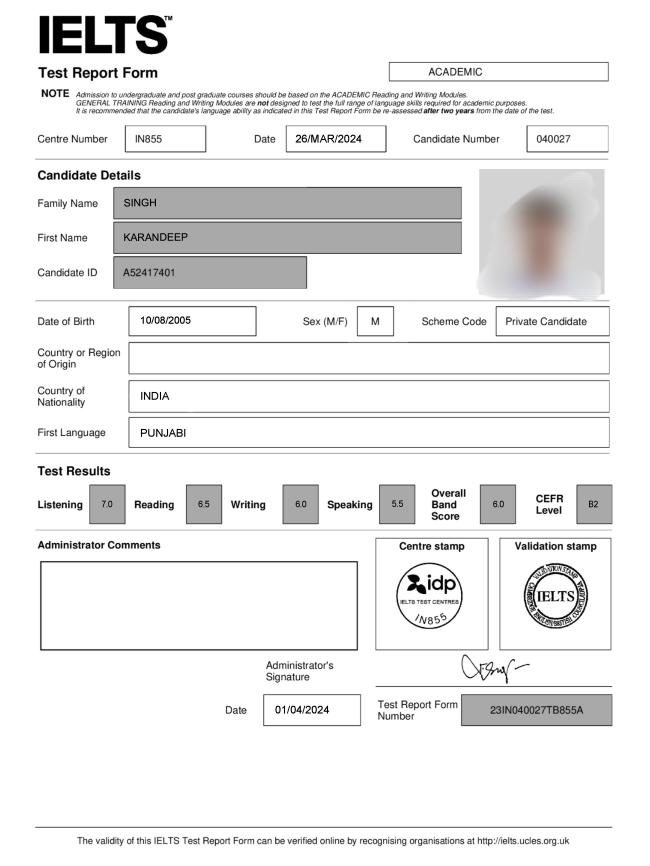 IELTS™
Test Report Form
ACADEMIC
NOTE Admission to undergraduate and post graduate courses should be based on the ACADEMIC Reading and Writing Modules.
GENERAL TRAINING Reading and Writing Modules are not designed to test the full range of language skills required for academic purposes.
It is recommended that the candidate's language ability as indicated in this Test Report Form be re-assessed after two years from the date of the test.
Centre Number IN855 Date 26/MAR/2024 Candidate Number 040027
Candidate Details
Family Name SINGH
First Name KARANDEEP
Candidate ID A52417401
Date of Birth 10/08/2005 Sex (M/F) M Scheme Code Private Candidate
Country or Region
of Origin
Country of
Nationality INDIA
First Language PUNJABI
Test Results
Listening 7.0 Reading 6.5 Writing 6.0 Speaking 5.5 Overall Band Score 6.0 CEFR Level B2
Administrator Comments
Centre stamp
idp
IELTS TEST CENTRES
IN855
Validation stamp
IELTS
Administrator's
Signature
Date 01/04/2024
Test Report Form
Number 23IN040027TB855A
The validity of this IELTS Test Report Form can be verified online by recognising organisations at http://ielts.ucles.org.uk